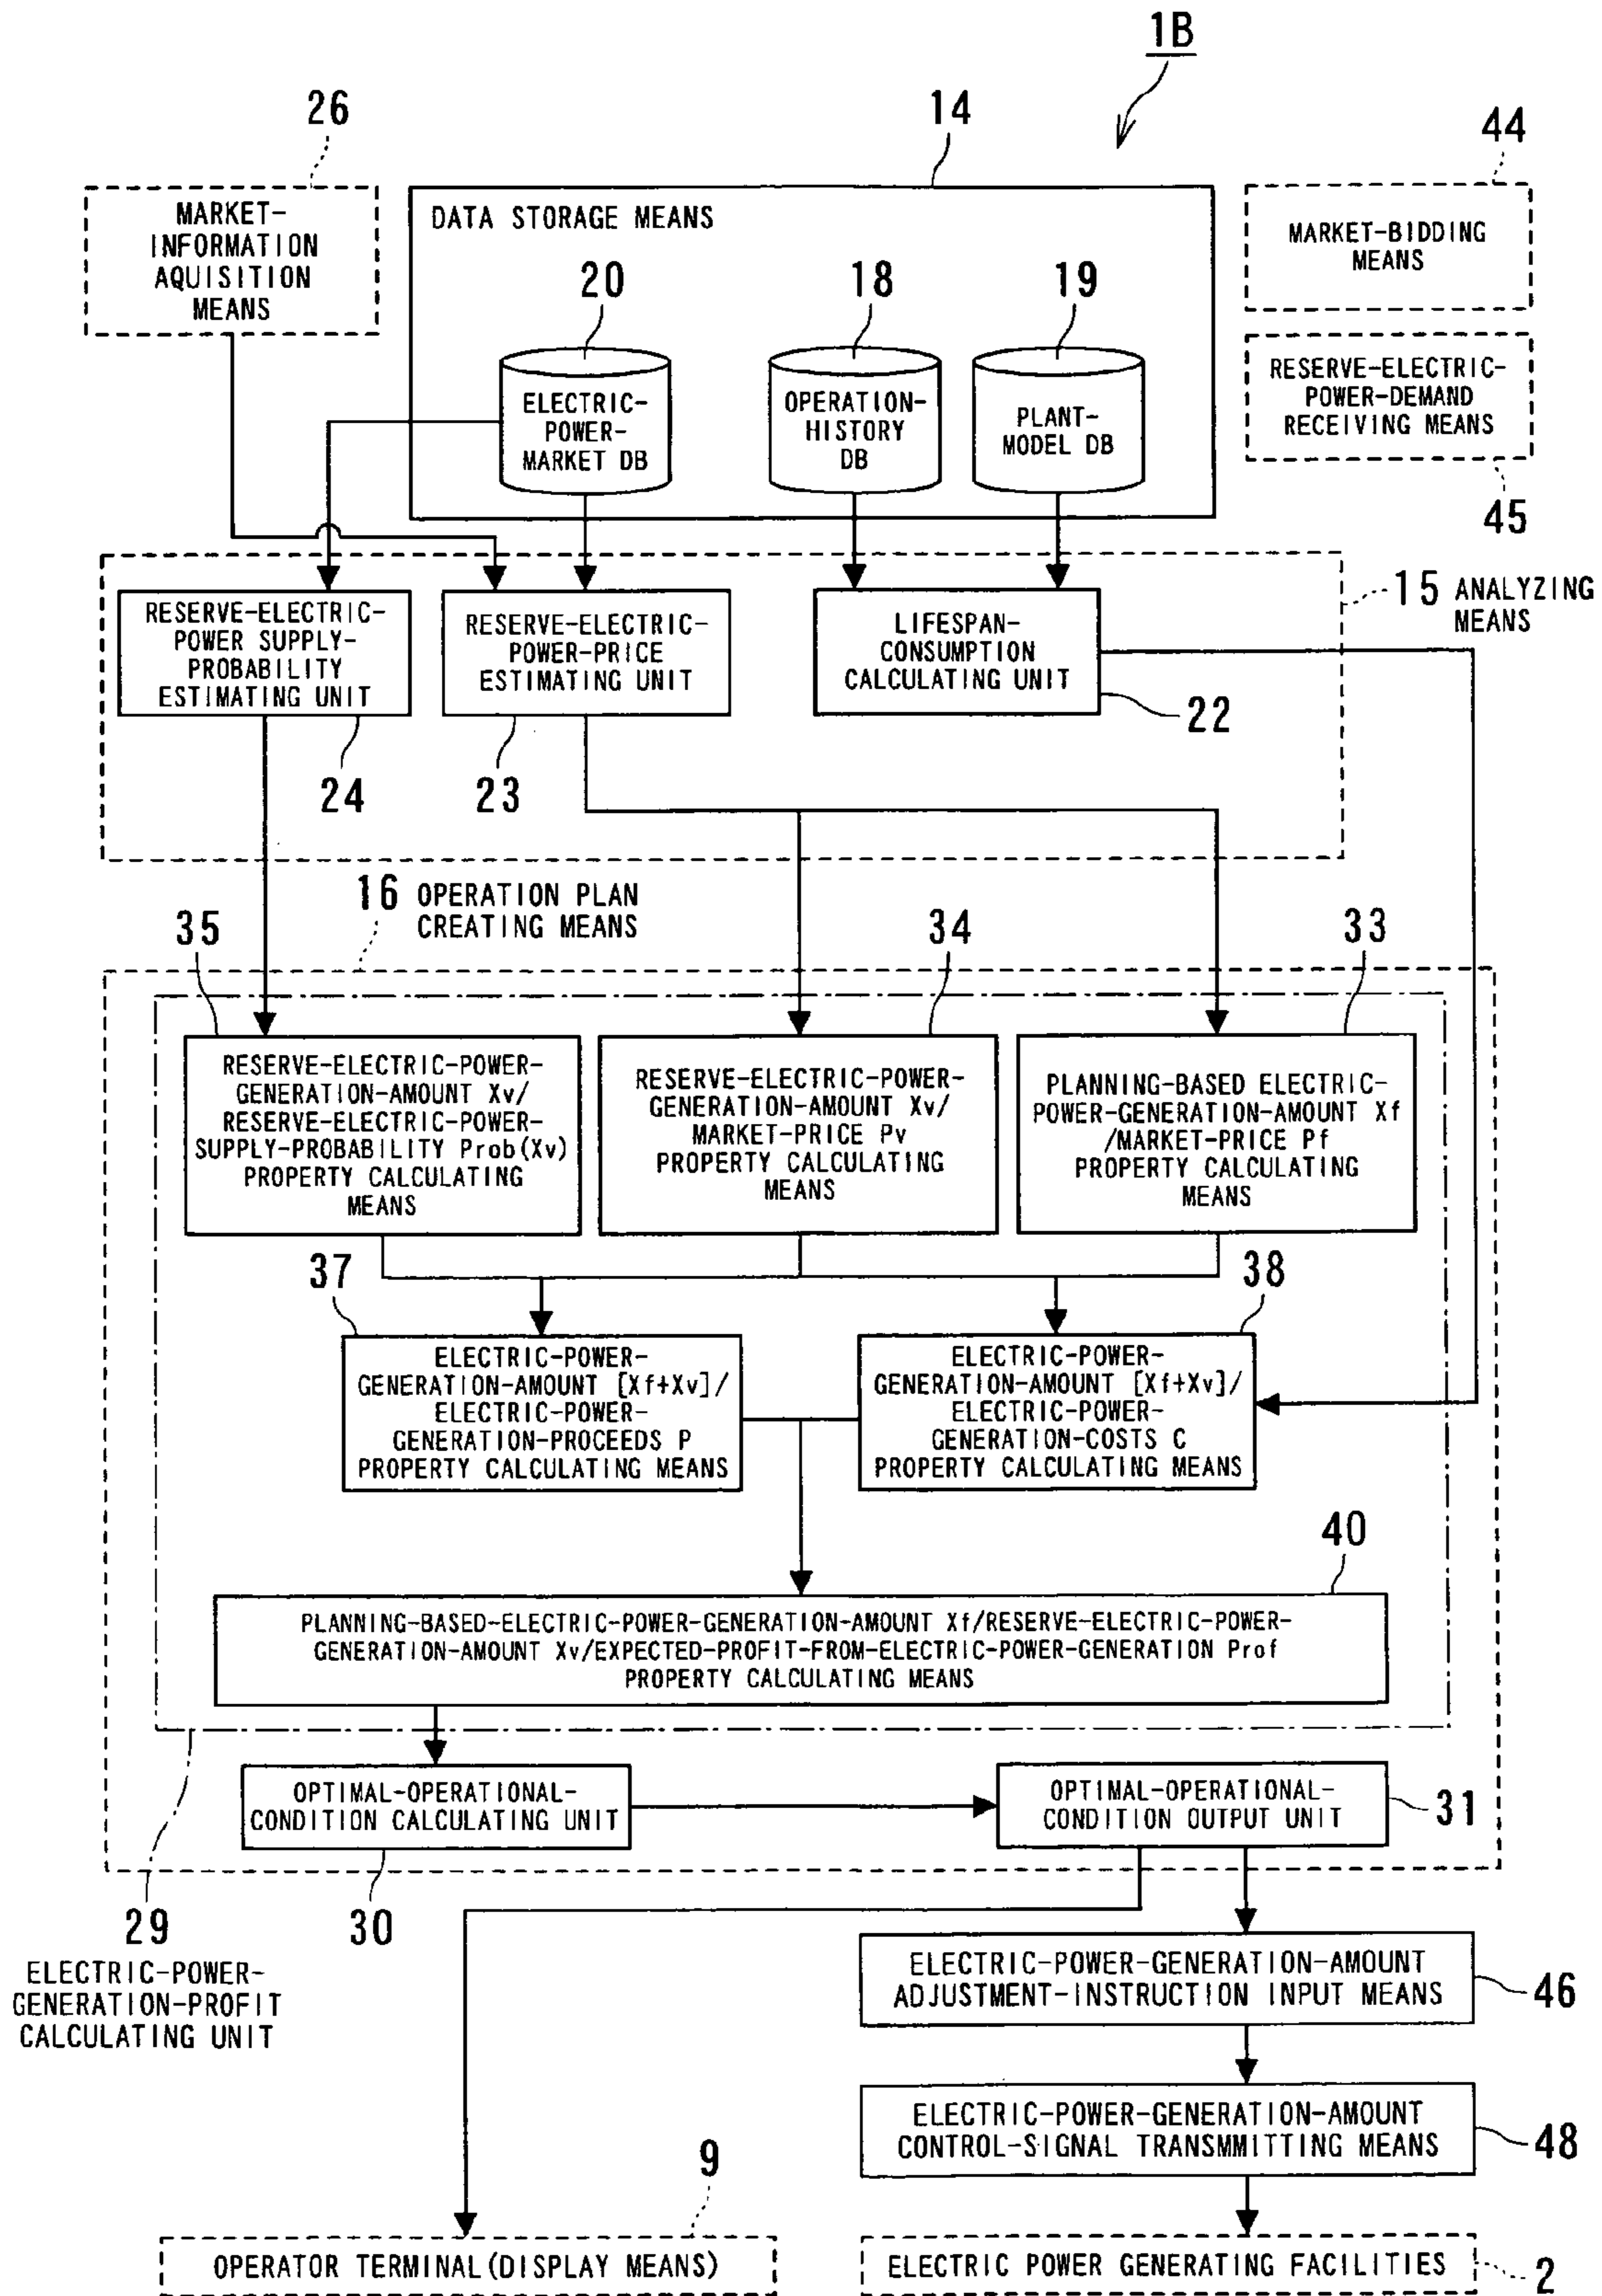 1B
26
14
44
MARKET-
INFORMATION
AQUISITION
MEANS
DATA STORAGE MEANS
MARKET-BIDDING
MEANS
20
18
19
ELECTRIC-
POWER-
MARKET DB
OPERATION-
HISTORY
DB
PLANT-
MODEL DB
RESERVE-ELECTRIC-
POWER-DEMAND
RECEIVING MEANS
45
15 ANALYZING
MEANS
RESERVE-ELECTRIC-
POWER SUPPLY-
PROBABILITY
ESTIMATING UNIT
RESERVE-ELECTRIC-
POWER-PRICE
ESTIMATING UNIT
LIFESPAN-
CONSUMPTION
CALCULATING UNIT
22
24
23
16 OPERATION PLAN
CREATING MEANS
35
34
33
RESERVE-ELECTRIC-POWER-
GENERATION-AMOUNT Xv/
RESERVE-ELECTRIC-POWER-
SUPPLY-PROBABILITY Prob(Xv)
PROPERTY CALCULATING
MEANS
RESERVE-ELECTRIC-POWER-
GENERATION-AMOUNT Xv/
MARKET-PRICE Pv
PROPERTY CALCULATING
MEANS
PLANNING-BASED ELECTRIC-
POWER-GENERATION-AMOUNT Xf
/MARKET-PRICE Pf
PROPERTY CALCULATING
MEANS
37
38
ELECTRIC-POWER-
GENERATION-AMOUNT [Xf+Xv]/
ELECTRIC-POWER-
GENERATION-PROCEEDS P
PROPERTY CALCULATING MEANS
ELECTRIC-POWER-
GENERATION-AMOUNT [Xf+Xv]/
ELECTRIC-POWER-
GENERATION-COSTS C
PROPERTY CALCULATING MEANS
40
PLANNING-BASED-ELECTRIC-POWER-GENERATION-AMOUNT Xf/RESERVE-ELECTRIC-POWER-
GENERATION-AMOUNT Xv/EXPECTED-PROFIT-FROM-ELECTRIC-POWER-GENERATION Prof
PROPERTY CALCULATING MEANS
OPTIMAL-OPERATIONAL-
CONDITION CALCULATING UNIT
OPTIMAL-OPERATIONAL-
CONDITION OUTPUT UNIT
31
29
30
ELECTRIC-POWER-
GENERATION-PROFIT
CALCULATING UNIT
ELECTRIC-POWER-GENERATION-AMOUNT
ADJUSTMENT-INSTRUCTION INPUT MEANS
46
ELECTRIC-POWER-GENERATION-AMOUNT
CONTROL-SIGNAL TRANSMMITTING MEANS
48
9
OPERATOR TERMINAL(DISPLAY MEANS)
ELECTRIC POWER GENERATING FACILITIES
2